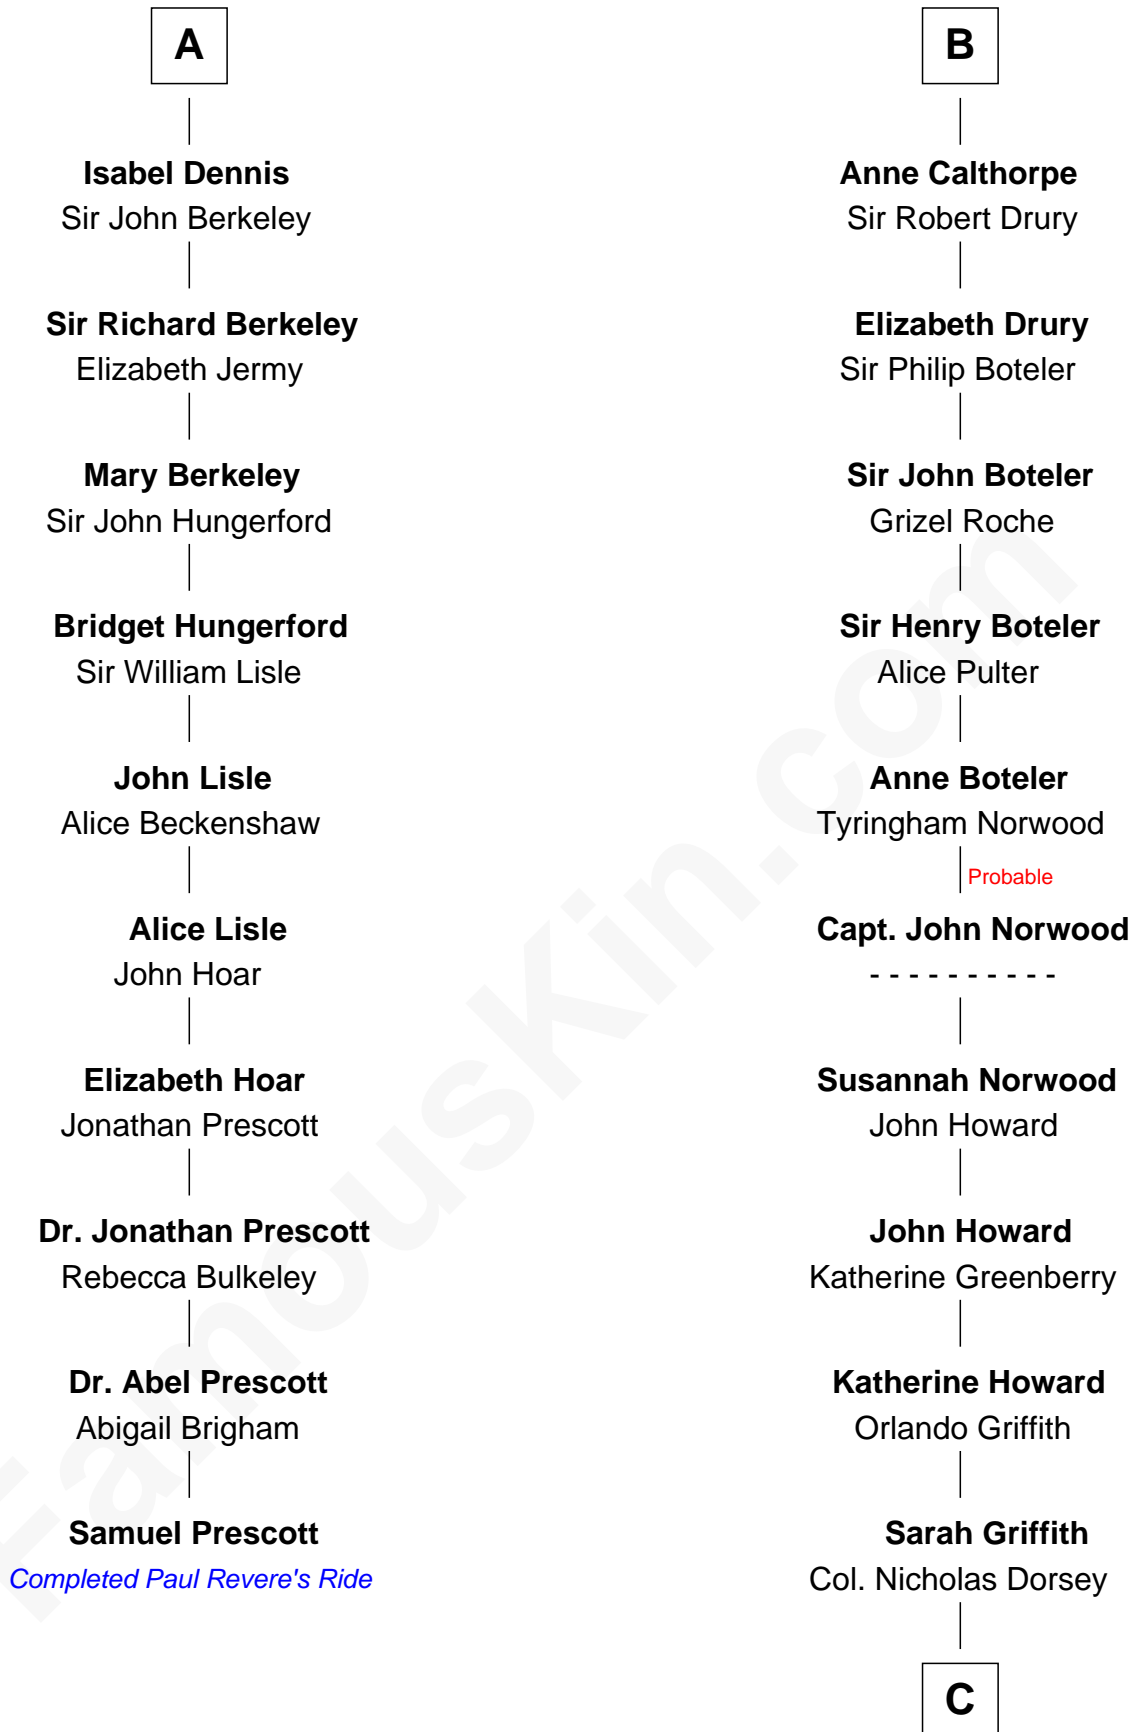 A
Isabel Dennis
Sir John Berkeley
Sir Richard Berkeley
Elizabeth Jermy
Mary Berkeley
Sir John Hungerford
Bridget Hungerford
Sir William Lisle
John Lisle
Alice Beckenshaw
Alice Lisle
John Hoar
Elizabeth Hoar
Jonathan Prescott
Dr. Jonathan Prescott
Rebecca Bulkeley
Dr. Abel Prescott
Abigail Brigham
Samuel Prescott
Completed Paul Revere's Ride
B
Anne Calthorpe
Sir Robert Drury
Elizabeth Drury
Sir Philip Boteler
Sir John Boteler
Grizel Roche
Sir Henry Boteler
Alice Pulter
Anne Boteler
Tyringham Norwood
Probable
Capt. John Norwood
- - - - - - - - - -
Susannah Norwood
John Howard
John Howard
Katherine Greenberry
Katherine Howard
Orlando Griffith
Sarah Griffith
Col. Nicholas Dorsey
C
FamousKin.com